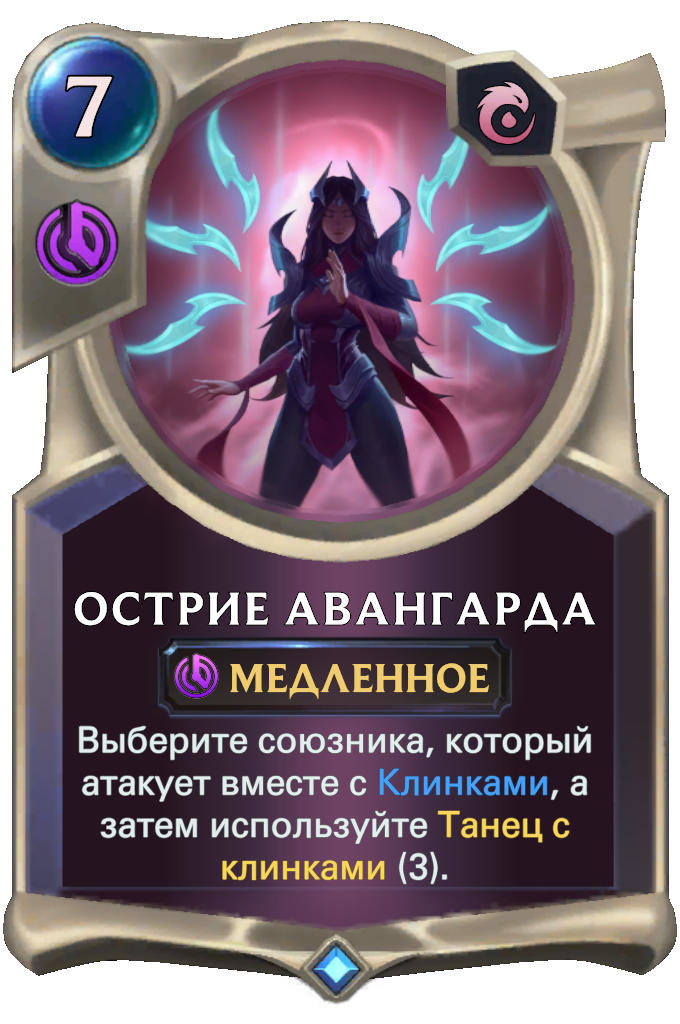 7
ОСТРИЕ АВАНГАРДА
МЕДЛЕННОЕ
Выберите союзника, который
атакует вместе с Клинками, а
затем используйте Танец с
клинками (3).